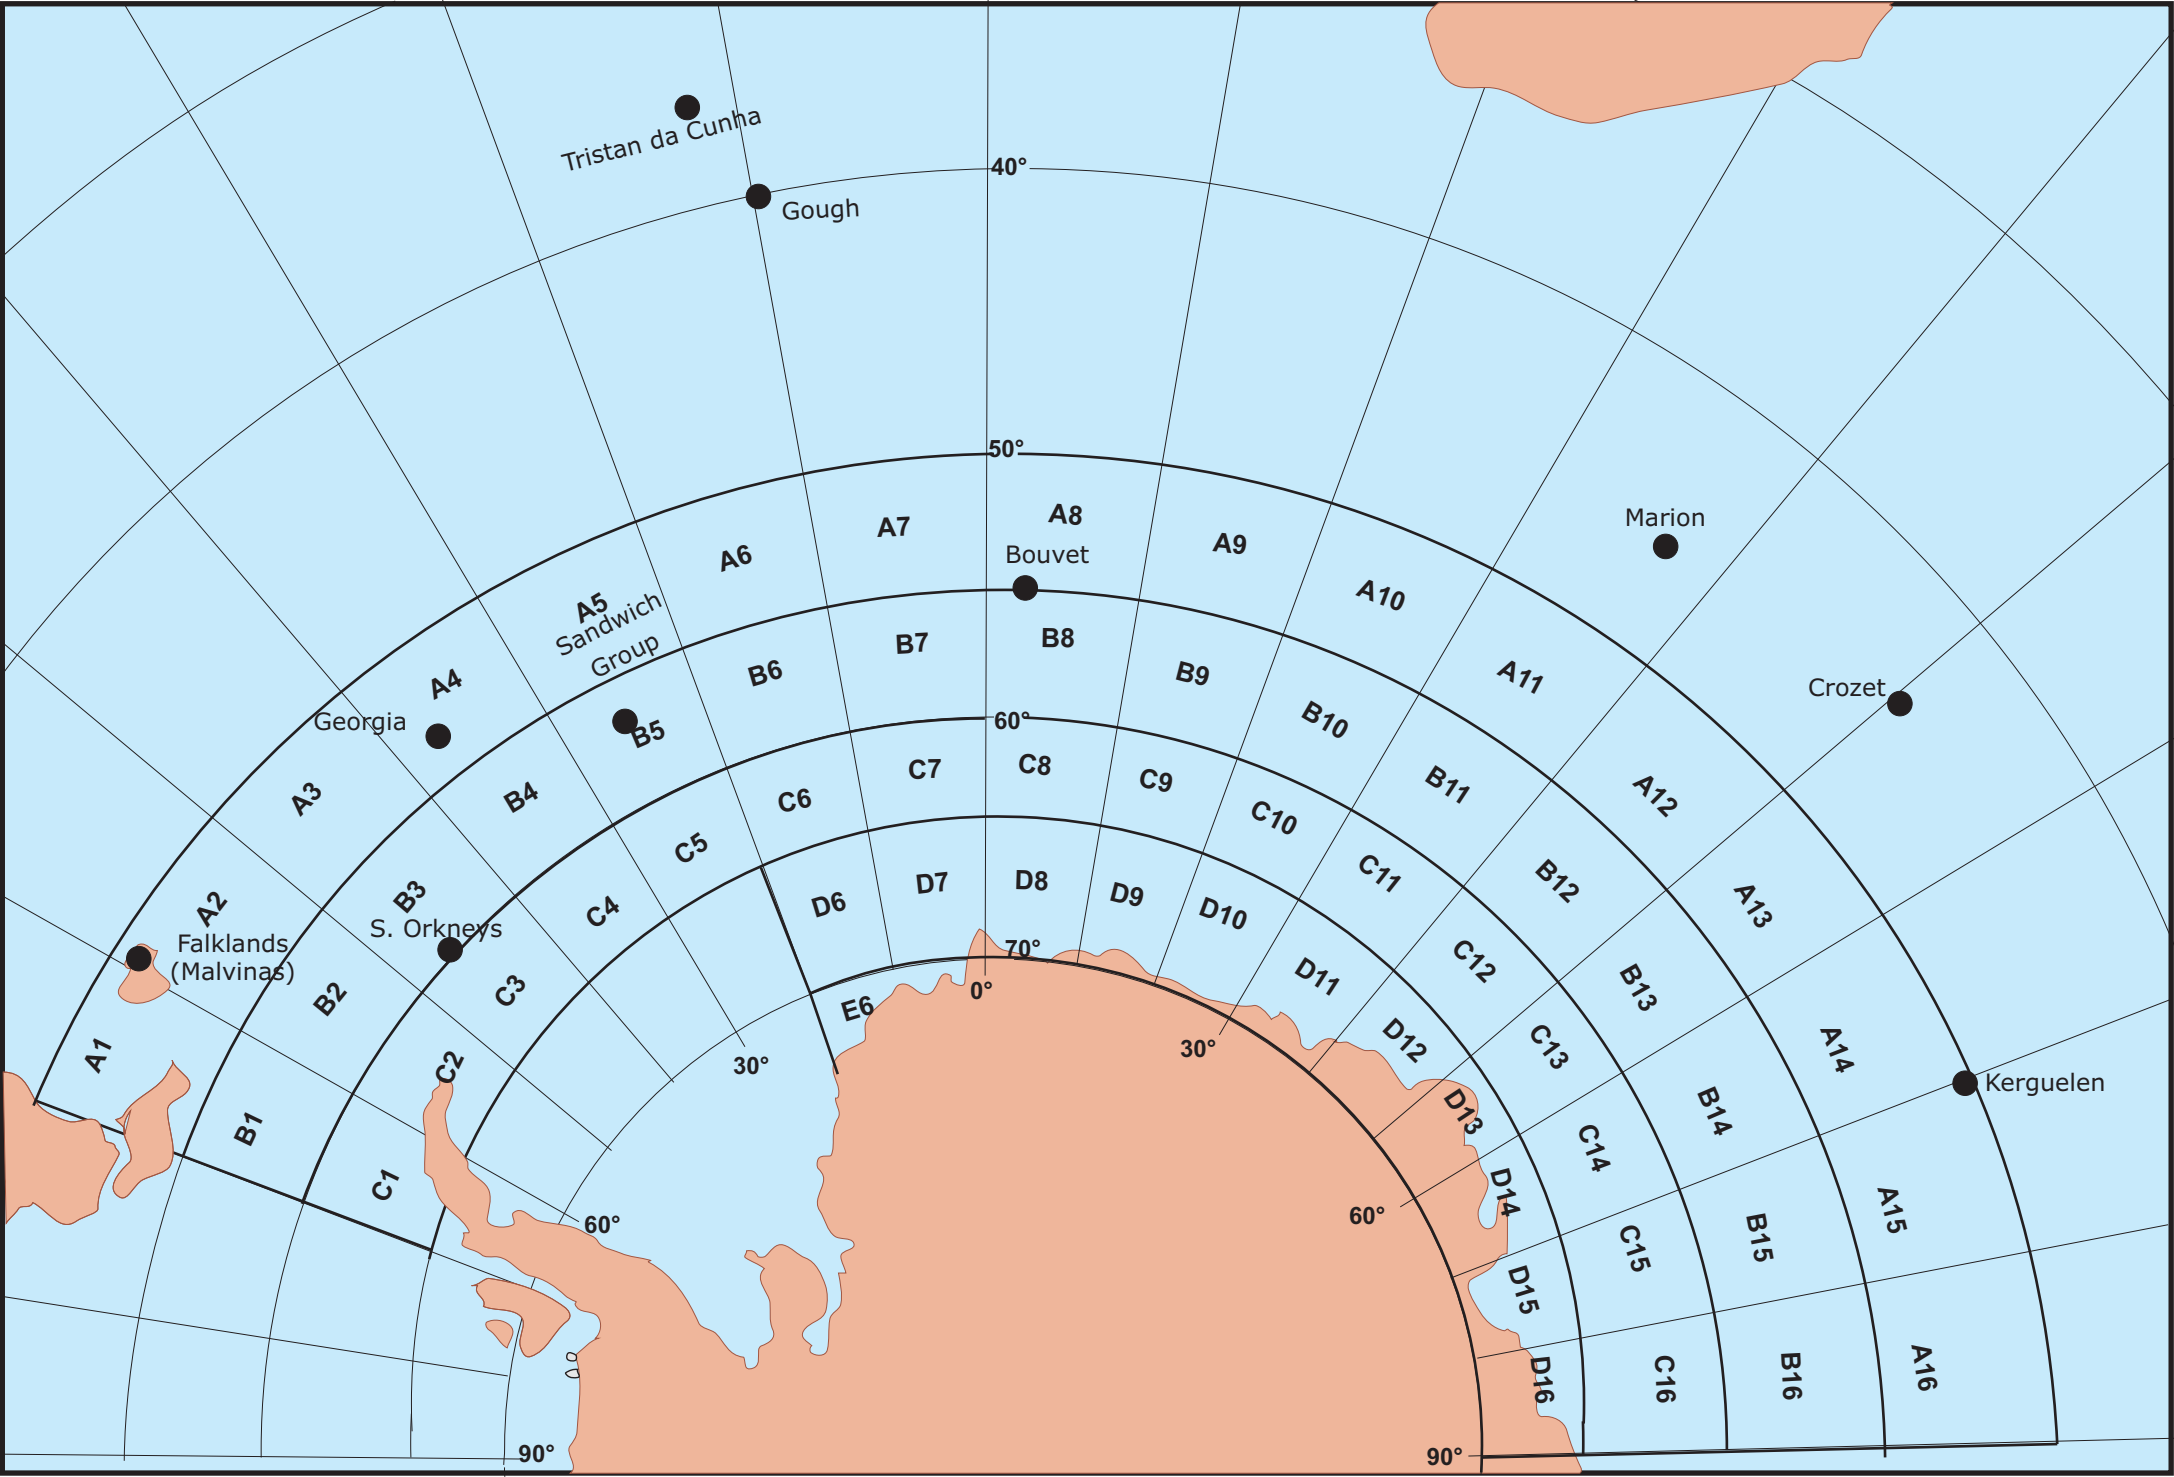 Tristan da Cunha
40°
Gough
50°
A8
A7
A9
A6
Bouvet
Marion
A5
Sandwich
Group
A10
B7
B8
B6
B9
A11
A4
Georgia
B5
60°
B10
Crozet
C7
C8
C9
B11
A12
A3
B4
C6
C10
C5
C11
B12
D7
D8
D9
A13
B3
A2
C4
D6
D10
S. Orkneys
Falklands
(Malvinas)
70°
C12
B13
B2
C3
E6
0°
D11
A1
C2
30°
30°
D12
C13
A14
Kerguelen
B1
D13
B14
C1
C14
60°
60°
D14
A15
C15
B15
D15
D16
C16
B16
A16
90°
90°